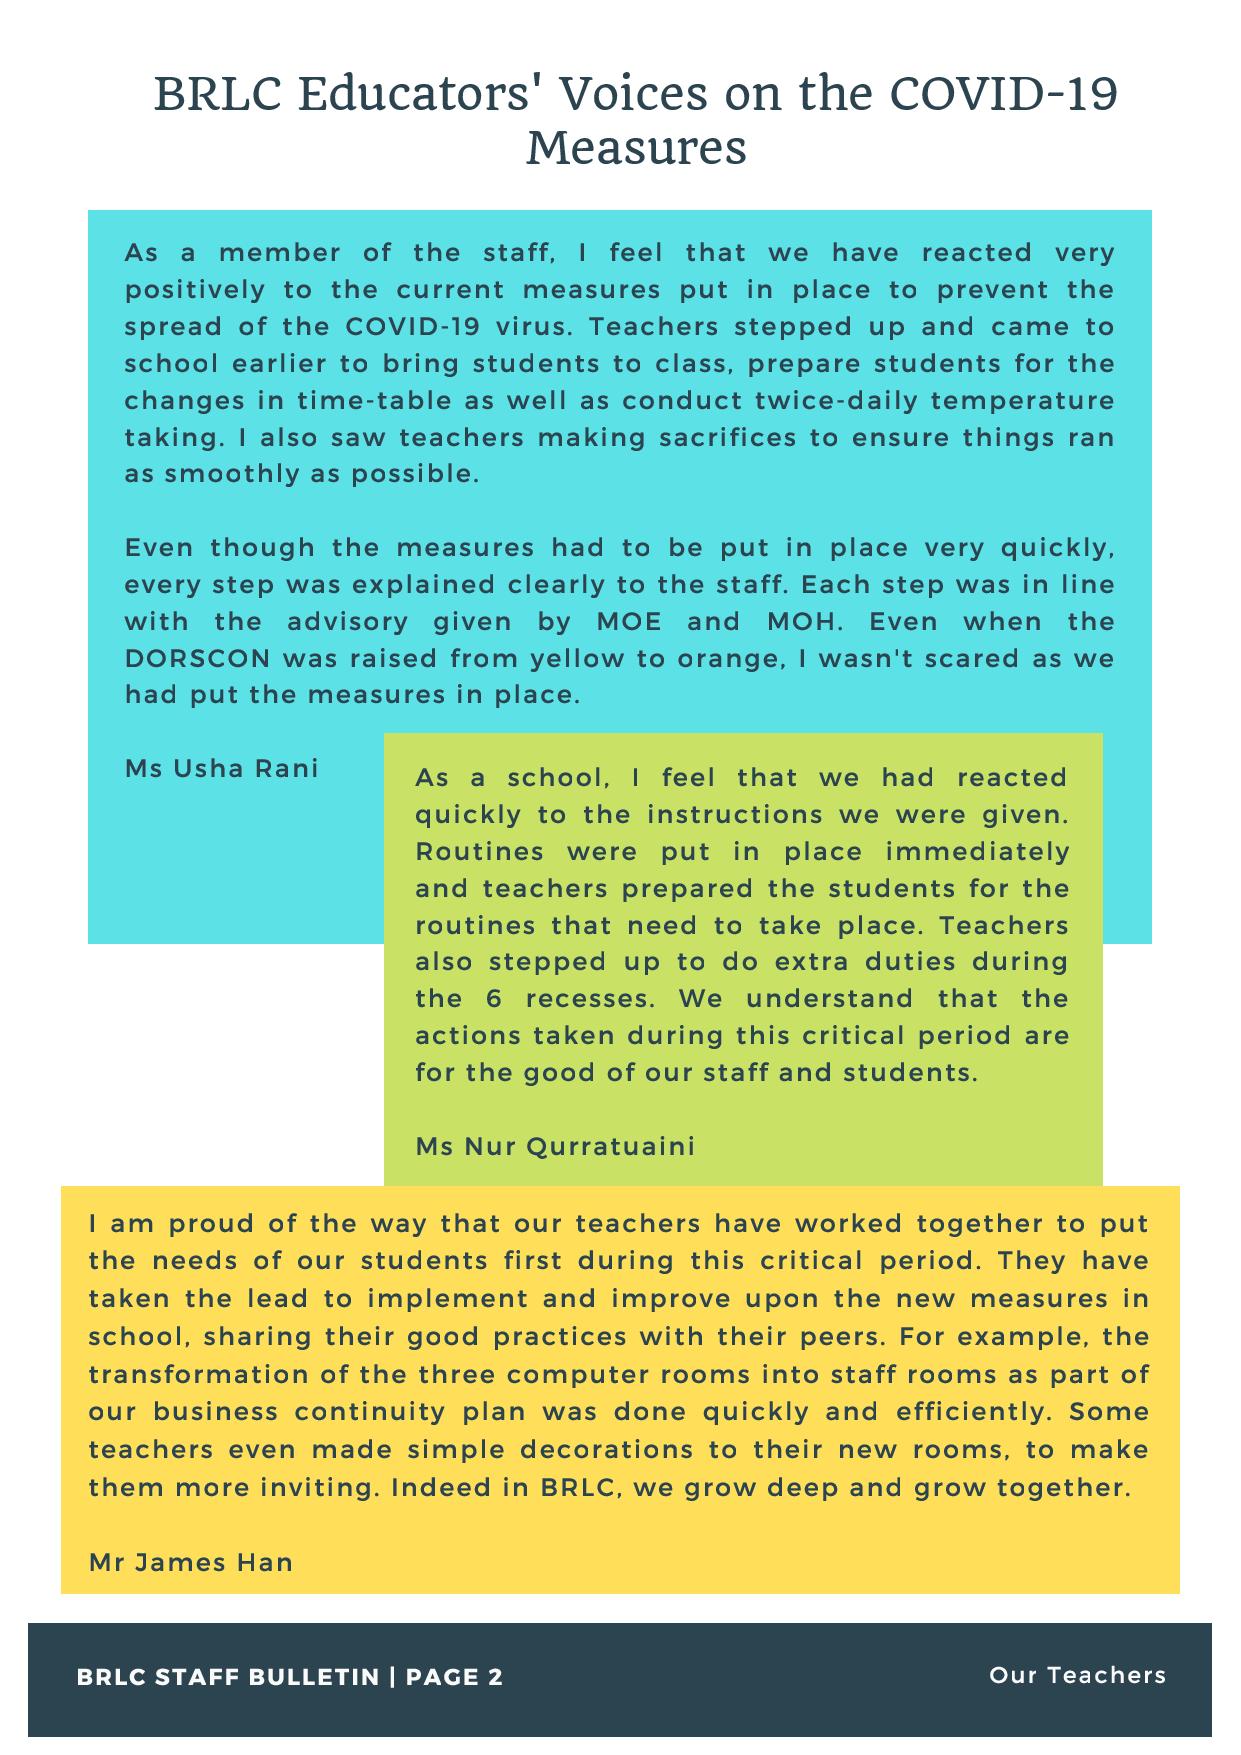 BRLC Educators' Voices on the COVID-19
Measures
As a member of the staff, I feel that we have reacted very
positively to the current measures put in place to prevent the
spread of the COVID-19 virus. Teachers stepped up and came to
school earlier to bring students to class, prepare students for the
changes in time-table as well as conduct twice-daily temperature
taking. I also saw teachers making sacrifices to ensure things ran
as smoothly as possible.
Even though the measures had to be put in place very quickly,
every step was explained clearly to the staff. Each step was in line
with the advisory given by MOE and MOH. Even when the
DORSCON was raised from yellow to orange, I wasn't scared as we
had put the measures in place.
Ms Usha Rani
As a school, I feel that we had reacted
quickly to the instructions we were given.
Routines were put in place immediately
and teachers prepared the students for the
routines that need to take place. Teachers
also stepped up to do extra duties during
the 6 recesses. We understand that the
actions taken during this critical period are
for the good of our staff and students.
Ms Nur Qurratuaini
I am proud of the way that our teachers have worked together to put
the needs of our students first during this critical period. They have
taken the lead to implement and improve upon the new measures in
school, sharing their good practices with their peers. For example, the
transformation of the three computer rooms into staff rooms as part of
our business continuity plan was done quickly and efficiently. Some
teachers even made simple decorations to their new rooms, to make
them more inviting. Indeed in BRLC, we grow deep and grow together.
Mr James Han
BRLC STAFF BULLETIN | PAGE 2
Our Teachers